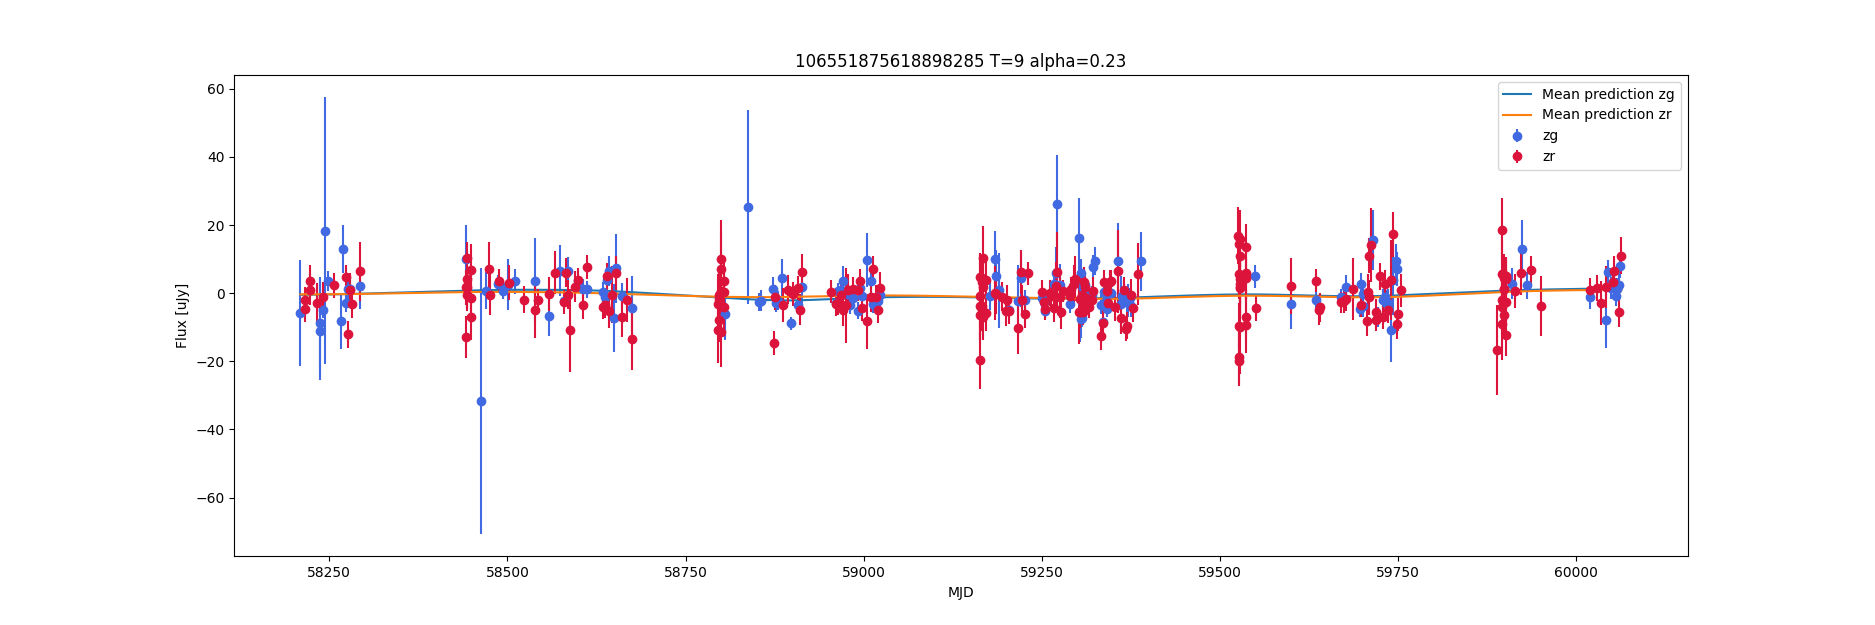 106551875618898285 T=9 alpha=0.23
60
40
20
0
−20
−40
−60
Flux [uJy]
58250 58500 58750 59000 59250 59500 59750 60000
MJD
Mean prediction zg
Mean prediction zr
zg
zr